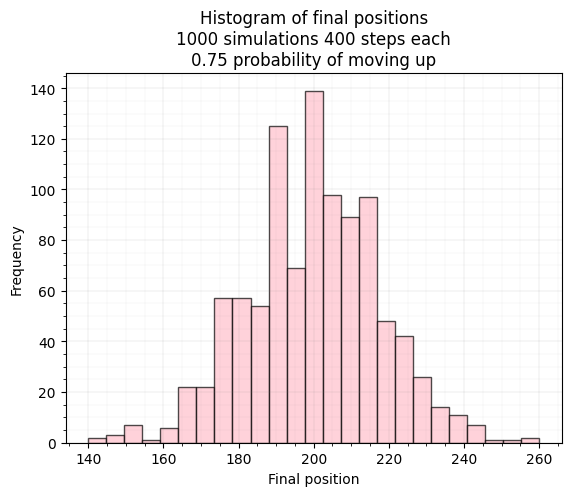 Histogram of final positions
1000 simulations 400 steps each
0.75 probability of moving up
140
120
100
80
60
40
20
0
Frequency
140 160 180 200 220 240 260
Final position